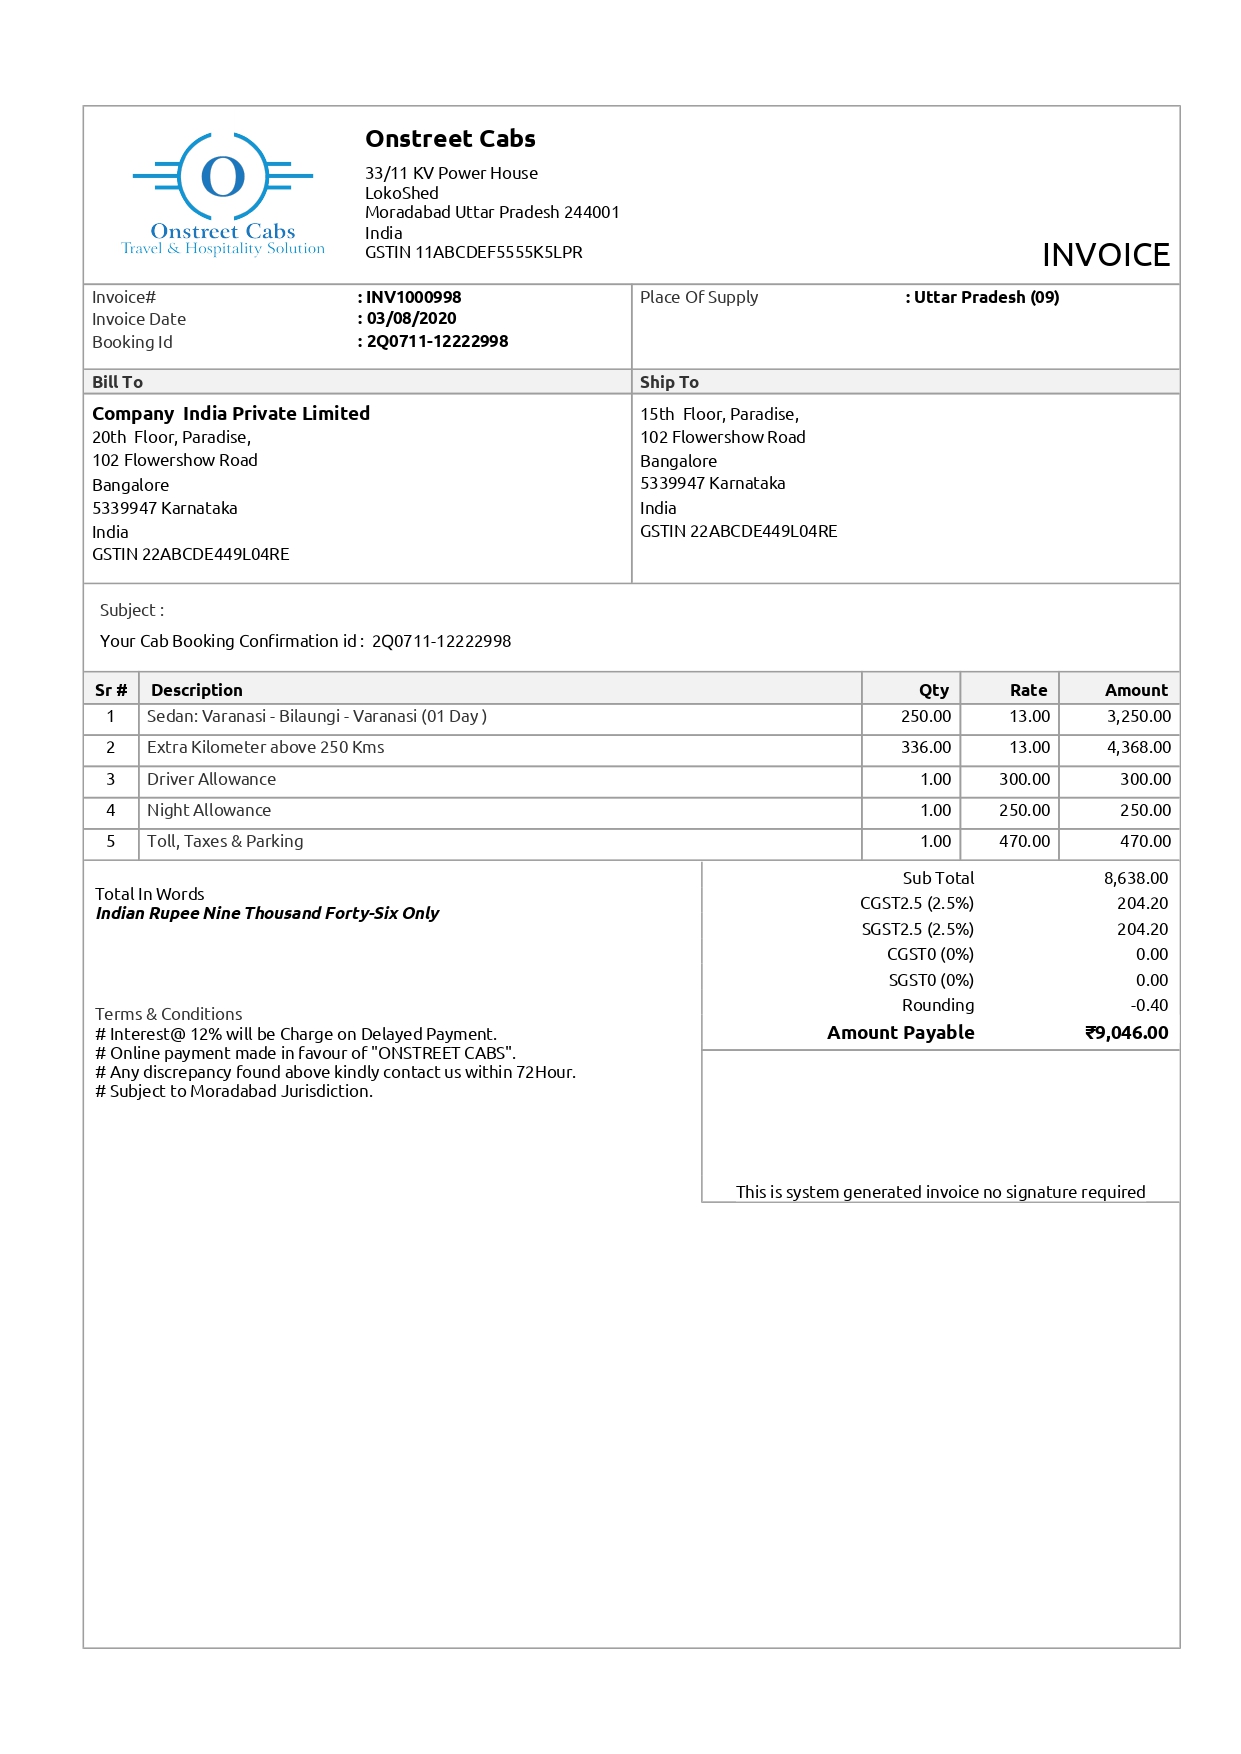 O
Onstreet Cabs
Travel & Hospitality Solution
Onstreet Cabs
33/11 KV Power House
LokoShed
Moradabad Uttar Pradesh 244001
India
GSTIN 11ABCDEF5555K5LPR
INVOICE
Invoice# : INV1000998
Invoice Date : 03/08/2020
Booking Id : 2Q0711-12222998
Place Of Supply : Uttar Pradesh (09)
Bill To
Company India Private Limited
20th Floor, Paradise,
102 Flowershow Road
Bangalore
5339947 Karnataka
India
GSTIN 22ABCDE449L04RE
Ship To
15th Floor, Paradise,
102 Flowershow Road
Bangalore
5339947 Karnataka
India
GSTIN 22ABCDE449L04RE
Subject :
Your Cab Booking Confirmation id : 2Q0711-12222998
Sr # Description Qty Rate Amount
1 Sedan: Varanasi - Bilaungi - Varanasi (01 Day ) 250.00 13.00 3,250.00
2 Extra Kilometer above 250 Kms 336.00 13.00 4,368.00
3 Driver Allowance 1.00 300.00 300.00
4 Night Allowance 1.00 250.00 250.00
5 Toll, Taxes & Parking 1.00 470.00 470.00
Total In Words
Indian Rupee Nine Thousand Forty-Six Only
Terms & Conditions
# Interest@ 12% will be Charge on Delayed Payment.
# Online payment made in favour of "ONSTREET CABS".
# Any discrepancy found above kindly contact us within 72Hour.
# Subject to Moradabad Jurisdiction.
Sub Total 8,638.00
CGST2.5 (2.5%) 204.20
SGST2.5 (2.5%) 204.20
CGST0 (0%) 0.00
SGST0 (0%) 0.00
Rounding -0.40
Amount Payable ₹9,046.00
This is system generated invoice no signature required